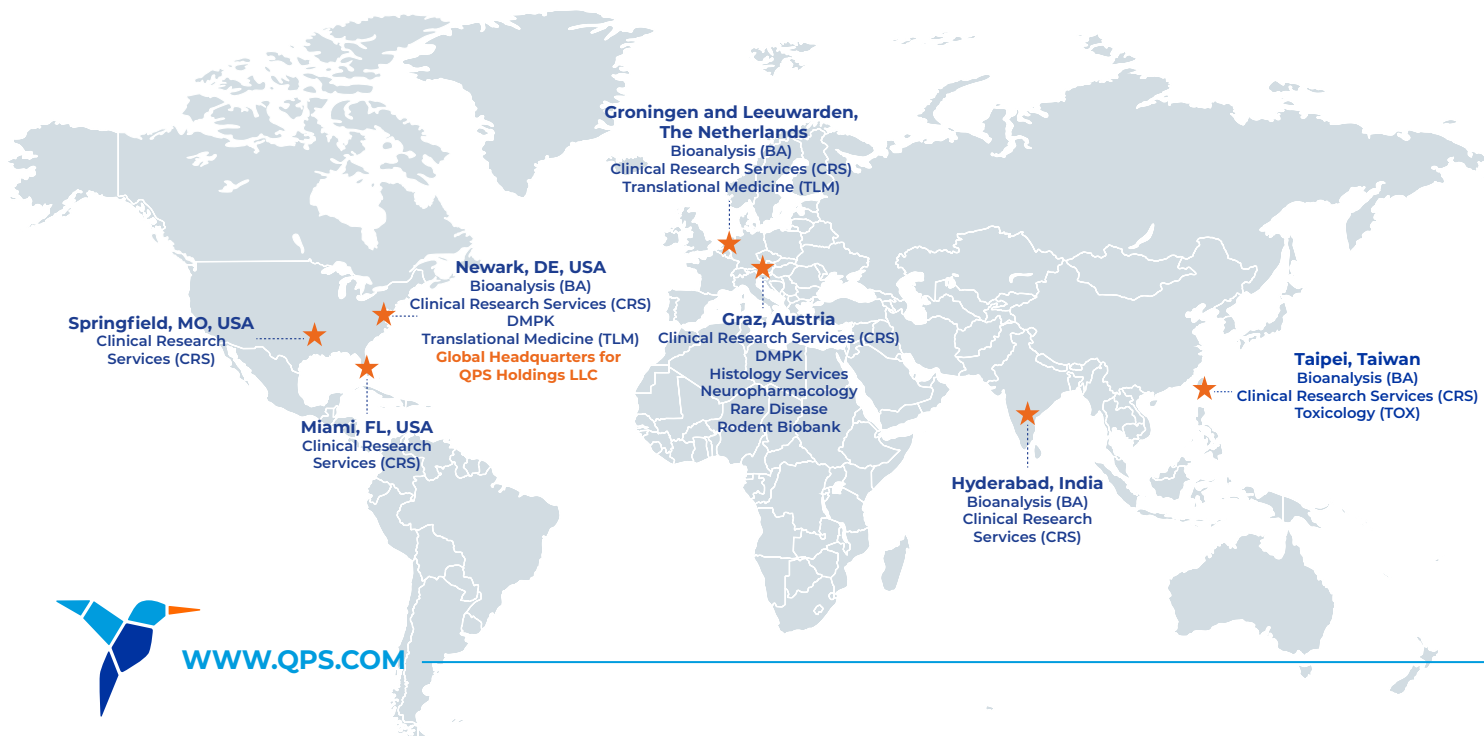 Groningen and Leeuwarden,
The Netherlands
Bioanalysis (BA)
Clinical Research Services (CRS)
Translational Medicine (TLM)
Newark, DE, USA
Bioanalysis (BA)
Clinical Research Services (CRS)
DMPK
Translational Medicine (TLM)
Global Headquarters for
QPS Holdings LLC
Springfield, MO, USA
Clinical Research
Services (CRS)
Miami, FL, USA
Clinical Research
Services (CRS)
Graz, Austria
Clinical Research Services (CRS)
DMPK
Histology Services
Neuropharmacology
Rare Disease
Rodent Biobank
Taipei, Taiwan
Bioanalysis (BA)
Clinical Research Services (CRS)
Toxicology (TOX)
Hyderabad, India
Bioanalysis (BA)
Clinical Research
Services (CRS)
WWW.QPS.COM